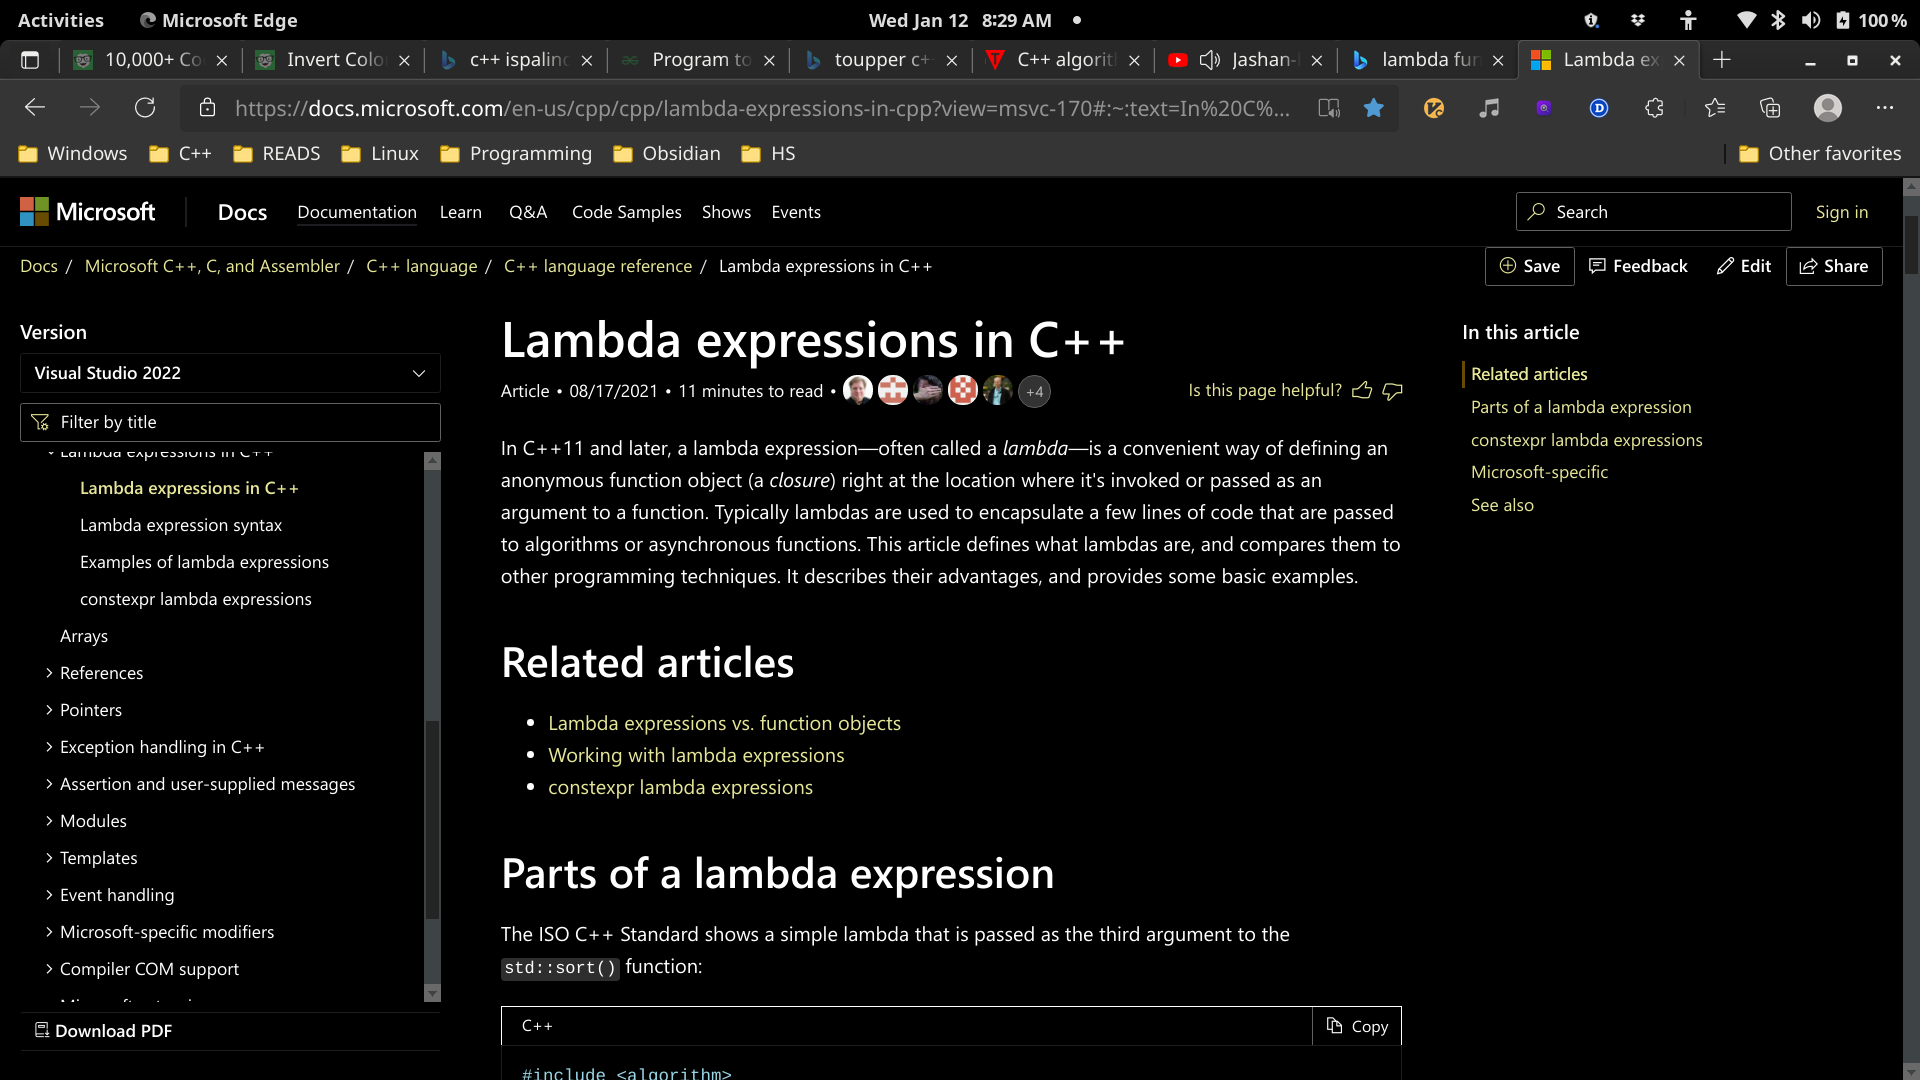 Activities
Microsoft Edge
Wed Jan 12 8:29 AM
100 %
10,000+ Co
Invert Colo
c++ ispalind
Program to
toupper c+
C++ algorit
Jashan-
lambda fun
Lambda ex
https://docs.microsoft.com/en-us/cpp/cpp/lambda-expressions-in-cpp?view=msvc-170#:~:text=In%20C%...
Windows
C++
READS
Linux
Programming
Obsidian
HS
Other favorites
Microsoft
Docs
Documentation
Learn
Q&A
Code Samples
Shows
Events
Search
Sign in
Docs / Microsoft C++, C, and Assembler / C++ language / C++ language reference / Lambda expressions in C++
Save
Feedback
Edit
Share
Version
Visual Studio 2022
Filter by title
Lambda expressions in C++
Lambda expressions in C++
Lambda expression syntax
Examples of lambda expressions
constexpr lambda expressions
Arrays
References
Pointers
Exception handling in C++
Assertion and user-supplied messages
Modules
Templates
Event handling
Microsoft-specific modifiers
Compiler COM support
Download PDF
Lambda expressions in C++
Article • 08/17/2021 • 11 minutes to read • +4
Is this page helpful?
In C++11 and later, a lambda expression—often called a lambda—is a convenient way of defining an
anonymous function object (a closure) right at the location where it's invoked or passed as an
argument to a function. Typically lambdas are used to encapsulate a few lines of code that are passed
to algorithms or asynchronous functions. This article defines what lambdas are, and compares them to
other programming techniques. It describes their advantages, and provides some basic examples.
Related articles
• Lambda expressions vs. function objects
• Working with lambda expressions
• constexpr lambda expressions
Parts of a lambda expression
The ISO C++ Standard shows a simple lambda that is passed as the third argument to the
std::sort() function:
C++
Copy
#include <algorithm>
In this article
Related articles
Parts of a lambda expression
constexpr lambda expressions
Microsoft-specific
See also